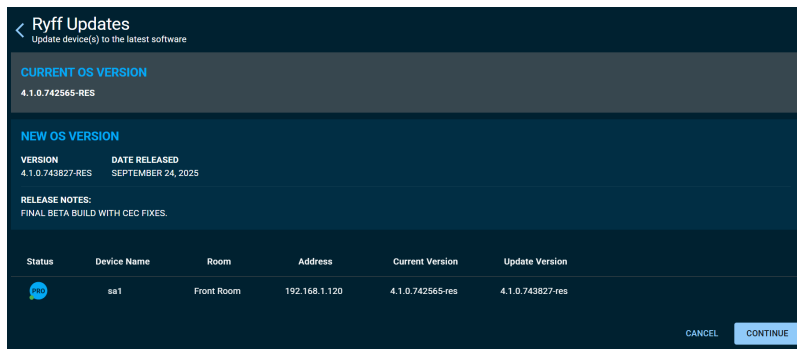 Ryff Updates
Update device(s) to the latest software
CURRENT OS VERSION
4.1.0.742565-RES
NEW OS VERSION
VERSION DATE RELEASED
4.1.0.743827-RES SEPTEMBER 24, 2025
RELEASE NOTES:
FINAL BETA BUILD WITH CEC FIXES.
Status Device Name Room Address Current Version Update Version
PRO sa1 Front Room 192.168.1.120 4.1.0.742565-res 4.1.0.743827-res
CANCEL CONTINUE